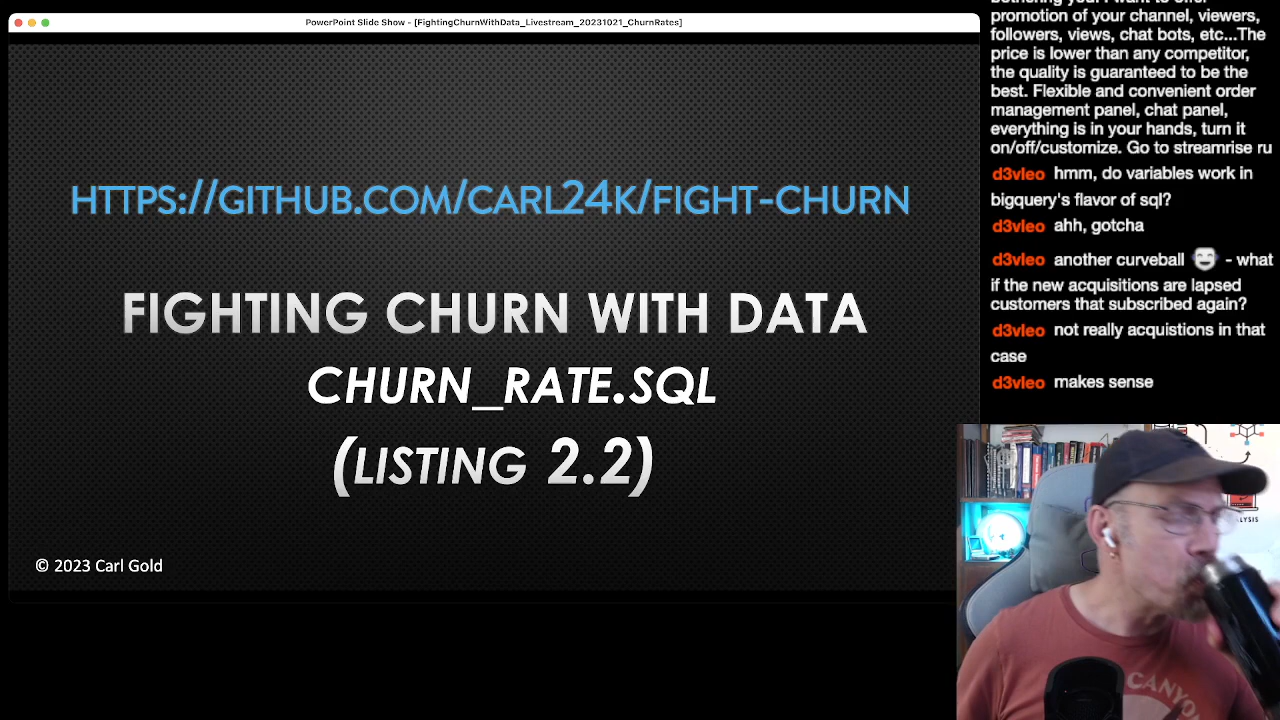 PowerPoint Slide Show - [FightingChurnWithData_Livestream_20231021_ChurnRates]
HTTPS://GITHUB.COM/CARL24K/FIGHT-CHURN
FIGHTING CHURN WITH DATA
CHURN_RATE.SQL
(LISTING 2.2)
© 2023 Carl Gold
promotion of your channel, viewers,
followers, views, chat bots, etc...The
price is lower than any competitor,
the quality is guaranteed to be the
best. Flexible and convenient order
management panel, chat panel,
everything is in your hands, turn it
on/off/customize. Go to streamrise ru
d3vleo hmm, do variables work in
bigquery's flavor of sql?
d3vleo ahh, gotcha
d3vleo another curveball - what
if the new acquisitions are lapsed
customers that subscribed again?
d3vleo not really acquistions in that
case
d3vleo makes sense
ALYSIS
CANYO